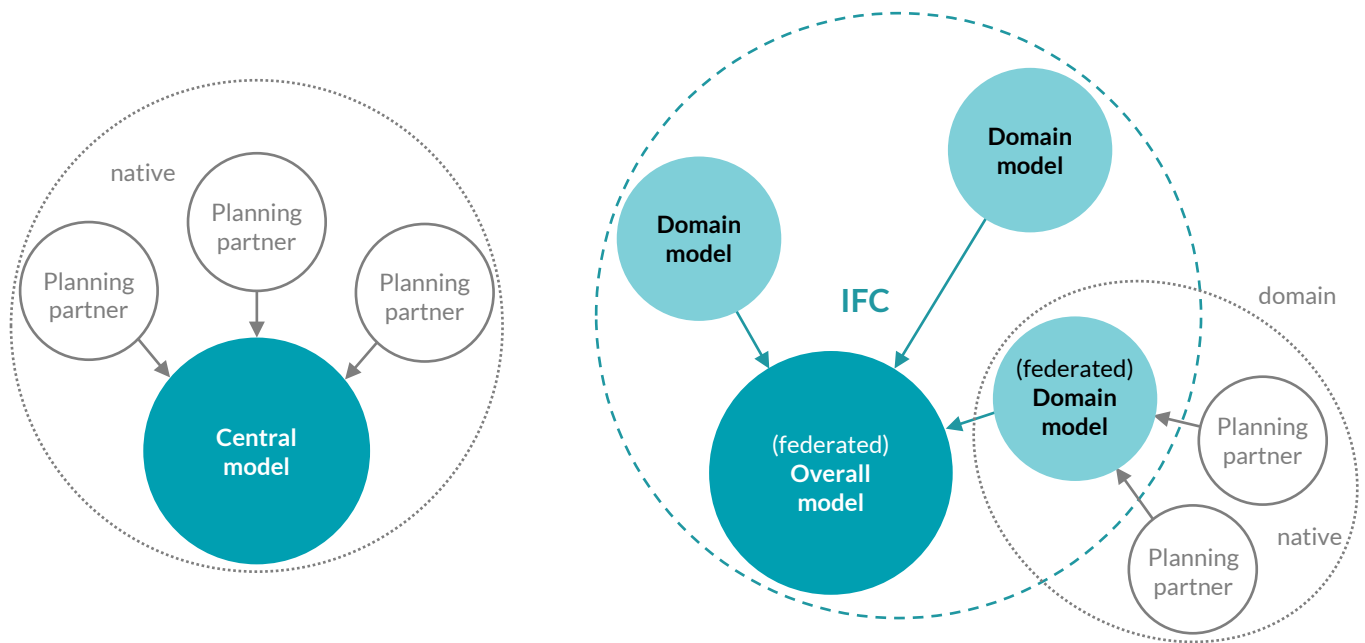 native
Planning
partner
Planning
partner
Planning
partner
Central
model
Domain
model
Domain
model
IFC
(federated)
Overall
model
domain
(federated)
Domain
model
Planning
partner
native
Planning
partner